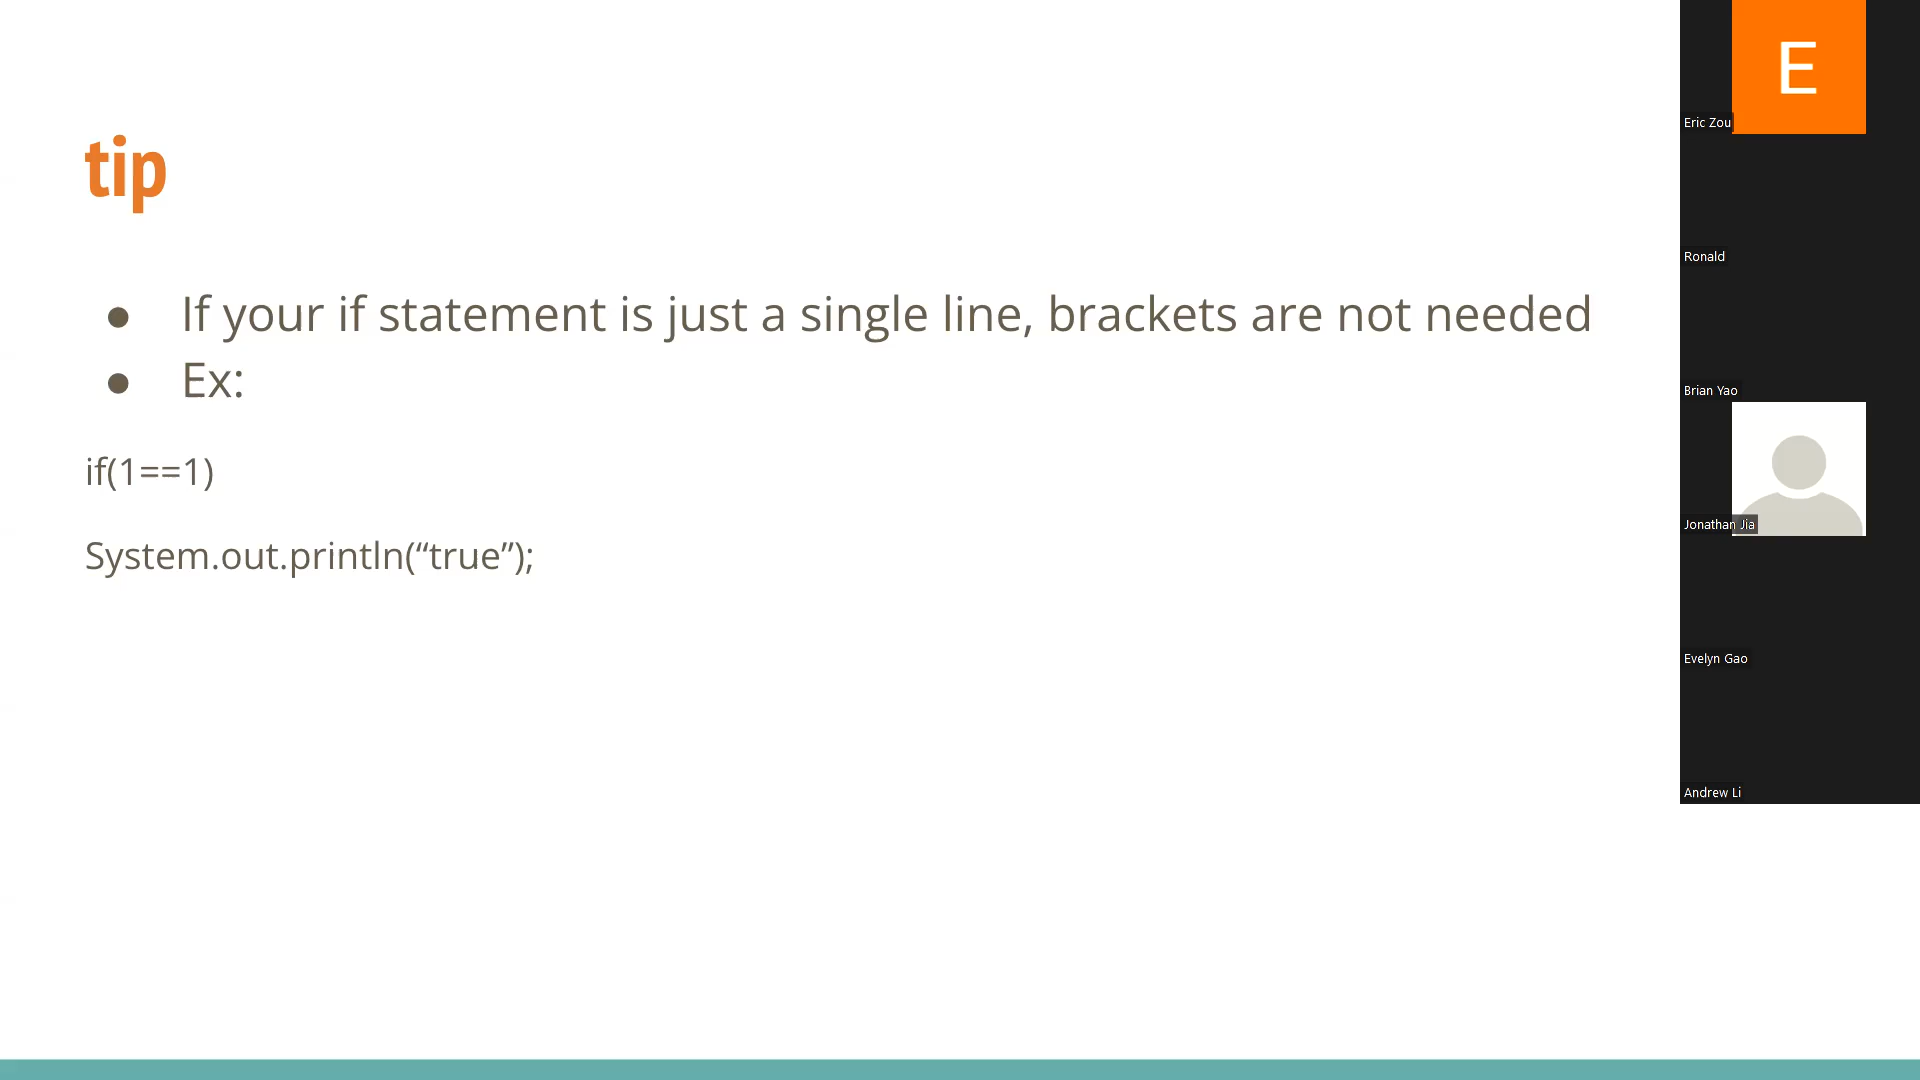 tip
● If your if statement is just a single line, brackets are not needed
● Ex:
if(1==1)
System.out.println(“true”);
E
Eric Zou
Ronald
Brian Yao
Jonathan Jia
Evelyn Gao
Andrew Li